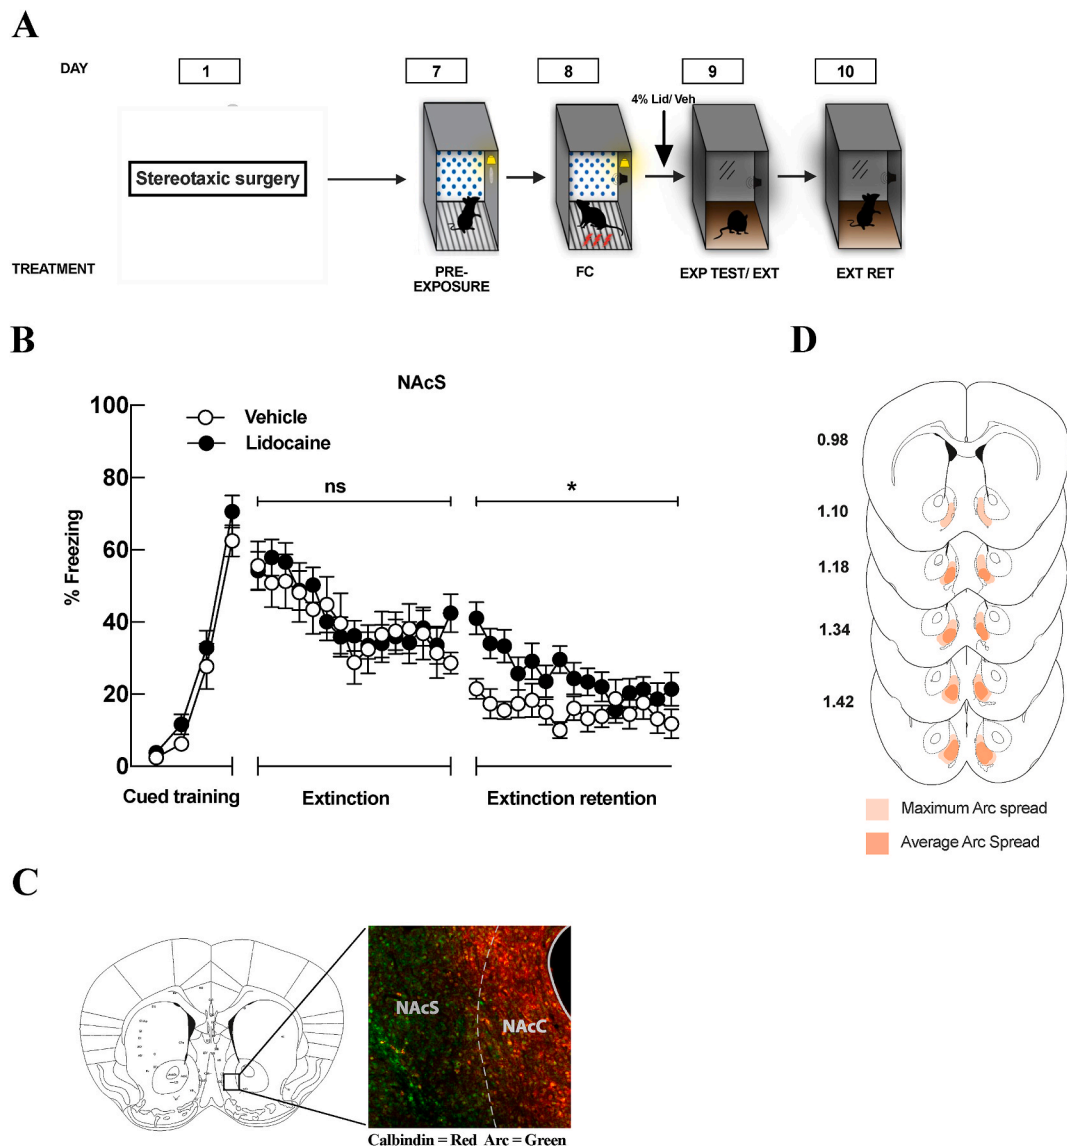 A
DAY
1
7
8
9
10
4% Lid/ Veh
Stereotaxic surgery
TREATMENT
PRE-
EXPOSURE
FC
EXP TEST/ EXT
EXT RET
B
NAcS
Vehicle
Lidocaine
ns
*
100
80
60
40
20
0
% Freezing
Cued training
Extinction
Extinction retention
D
0.98
1.10
1.18
1.34
1.42
Maximum Arc spread
Average Arc Spread
C
NAcS
NAcC
Calbindin = Red Arc = Green